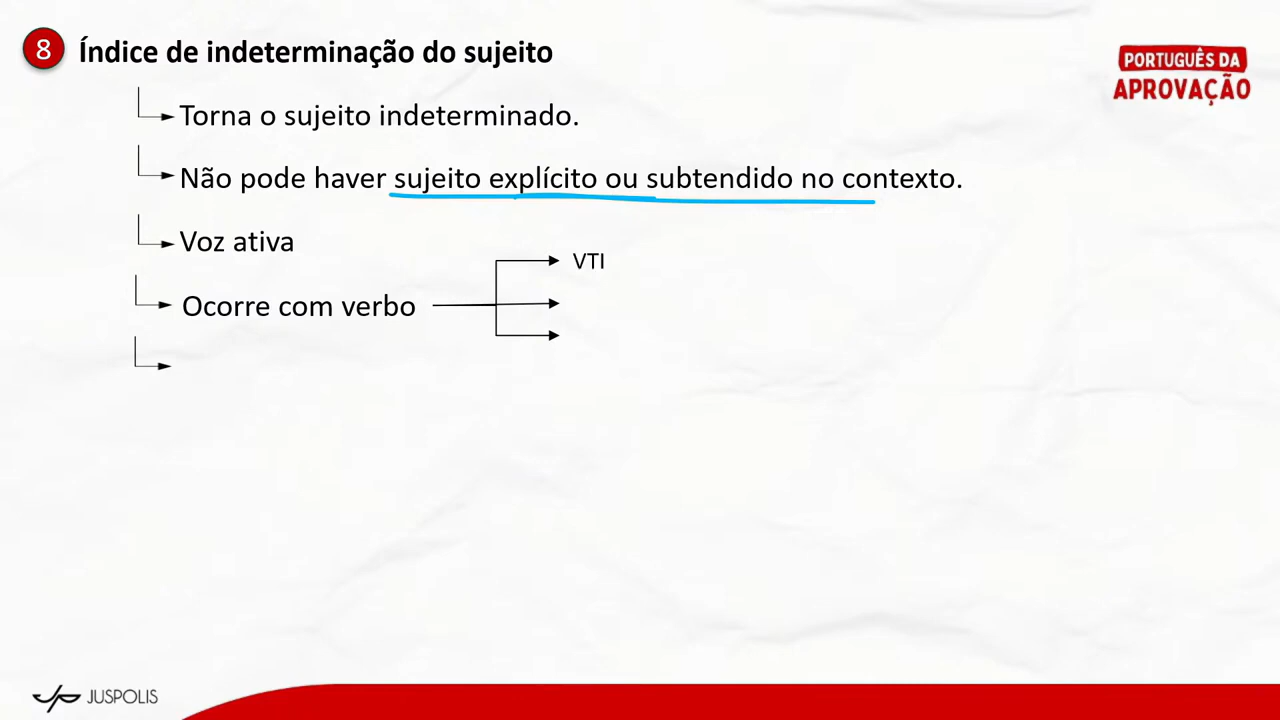 8 Índice de indeterminação do sujeito
PORTUGUÊS DA
APROVAÇÃO
Torna o sujeito indeterminado.
Não pode haver sujeito explícito ou subtendido no contexto.
Voz ativa
VTI
Ocorre com verbo
JUSPOLIS